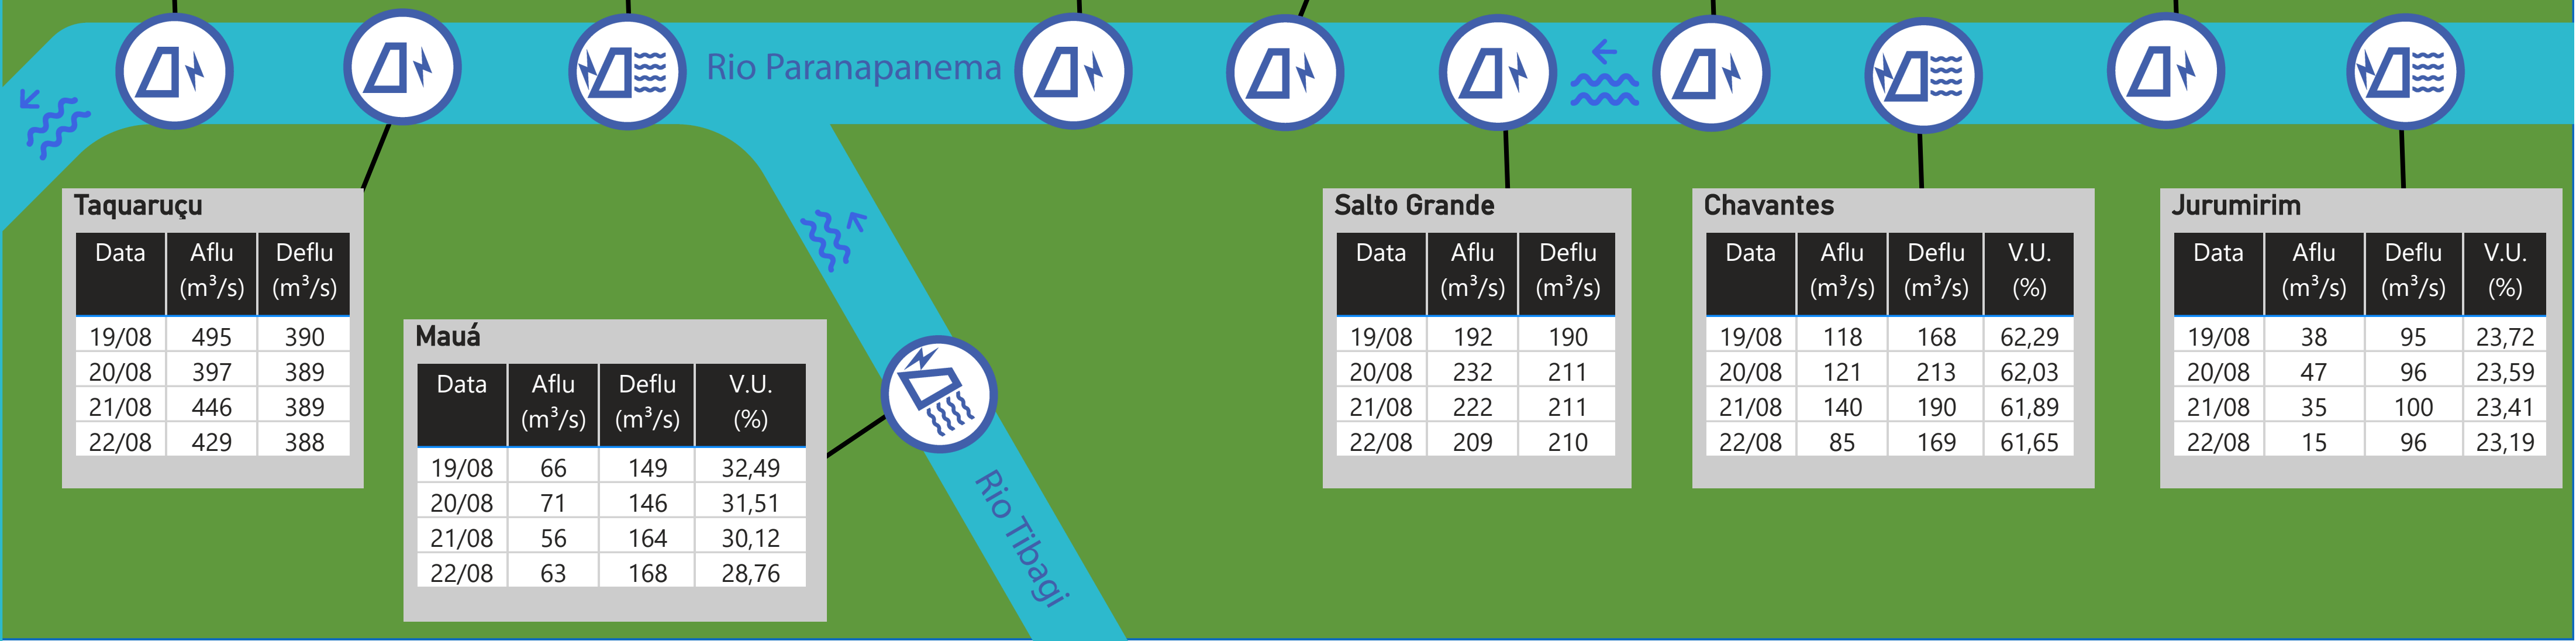 Rio Paranapanema
Taquaruçu
Data Aflu (m³/s) Deflu (m³/s)
19/08 495 390
20/08 397 389
21/08 446 389
22/08 429 388
Mauá
Data Aflu (m³/s) Deflu (m³/s) V.U. (%)
19/08 66 149 32,49
20/08 71 146 31,51
21/08 56 164 30,12
22/08 63 168 28,76
Rio Tibagi
Salto Grande
Data Aflu (m³/s) Deflu (m³/s)
19/08 192 190
20/08 232 211
21/08 222 211
22/08 209 210
Chavantes
Data Aflu (m³/s) Deflu (m³/s) V.U. (%)
19/08 118 168 62,29
20/08 121 213 62,03
21/08 140 190 61,89
22/08 85 169 61,65
Jurumirim
Data Aflu (m³/s) Deflu (m³/s) V.U. (%)
19/08 38 95 23,72
20/08 47 96 23,59
21/08 35 100 23,41
22/08 15 96 23,19